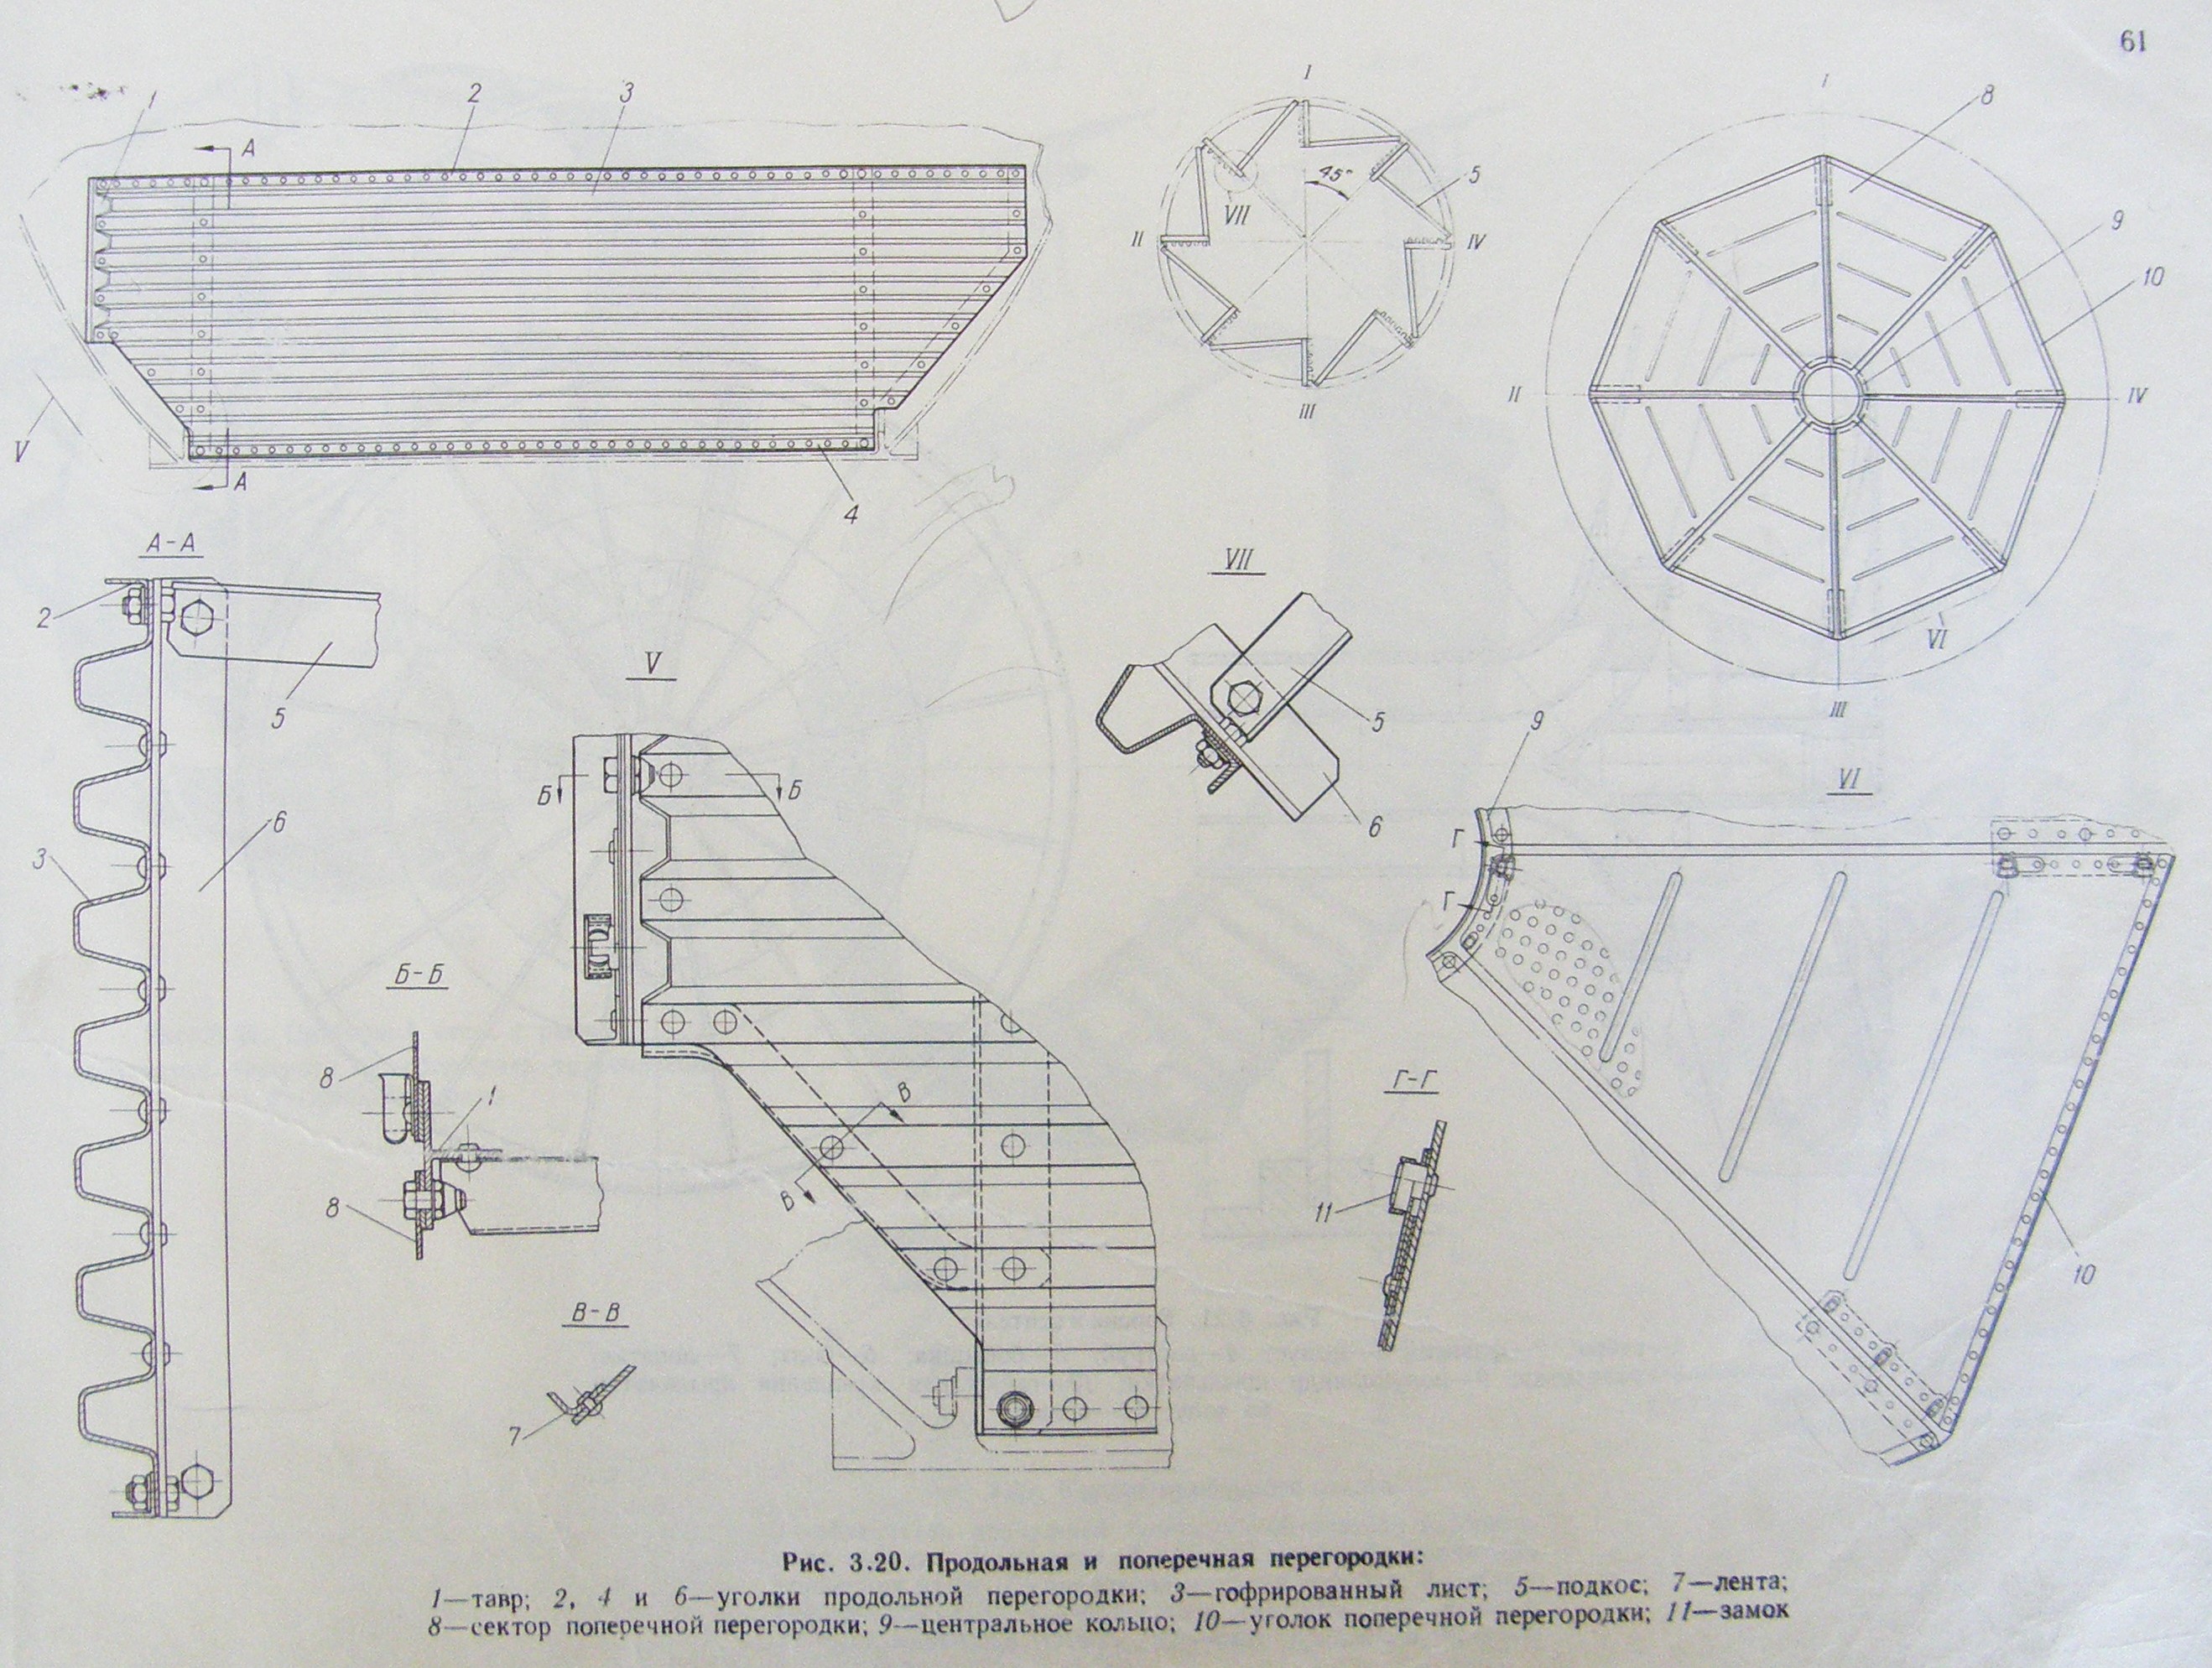 61
1
2
3
А
А
4
V
I
II
III
IV
45°
5
VII
I
II
III
IV
8
9
10
VI
А-А
2
5
6
3
V
Б
Б
В
В
VII
5
6
VI
9
Г
Г
10
Б-Б
8
1
8
В-В
7
Г-Г
11
Рис. 3.20. Продольная и поперечная перегородки:
1—тавр; 2, 4 и 6—уголки продольной перегородки; 3—гофрированный лист; 5—подкос; 7—лента;
8—сектор поперечной перегородки; 9—центральное кольцо; 10—уголок поперечной перегородки; 11—замок